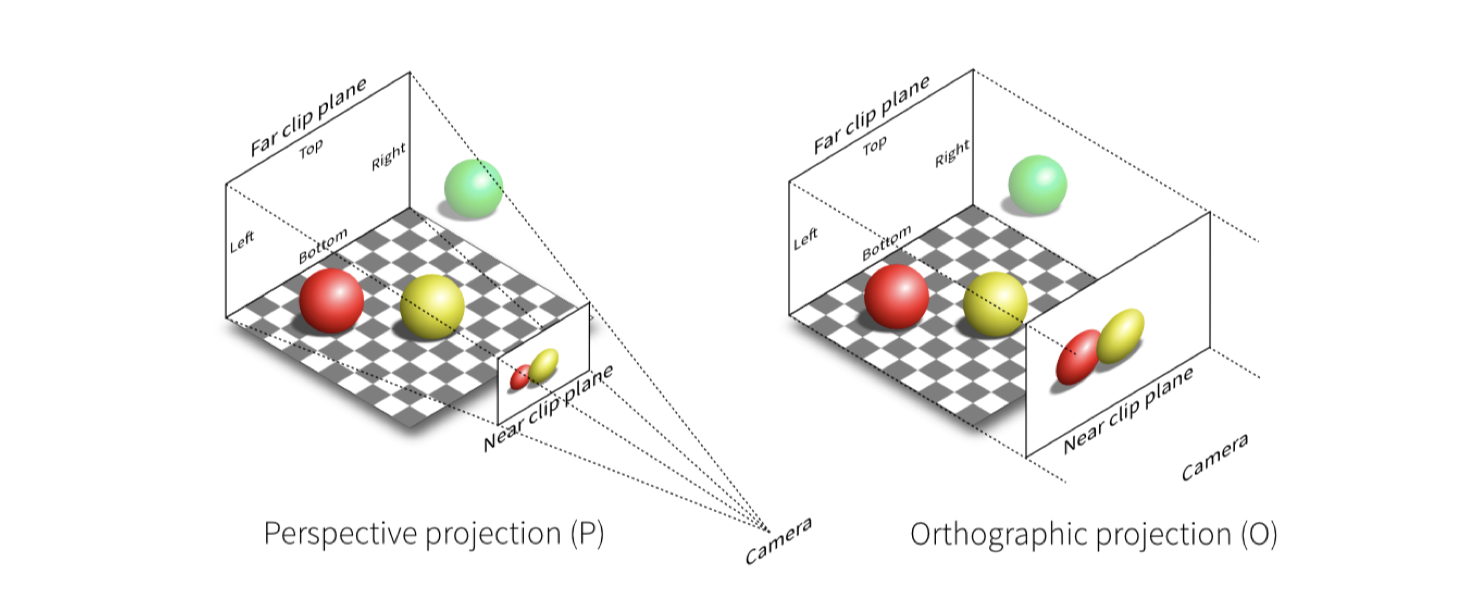 Far clip plane
Top
Right
Left
Bottom
Near clip plane
Camera
Perspective projection (P)
Far clip plane
Top
Right
Left
Bottom
Near clip plane
Camera
Orthographic projection (O)